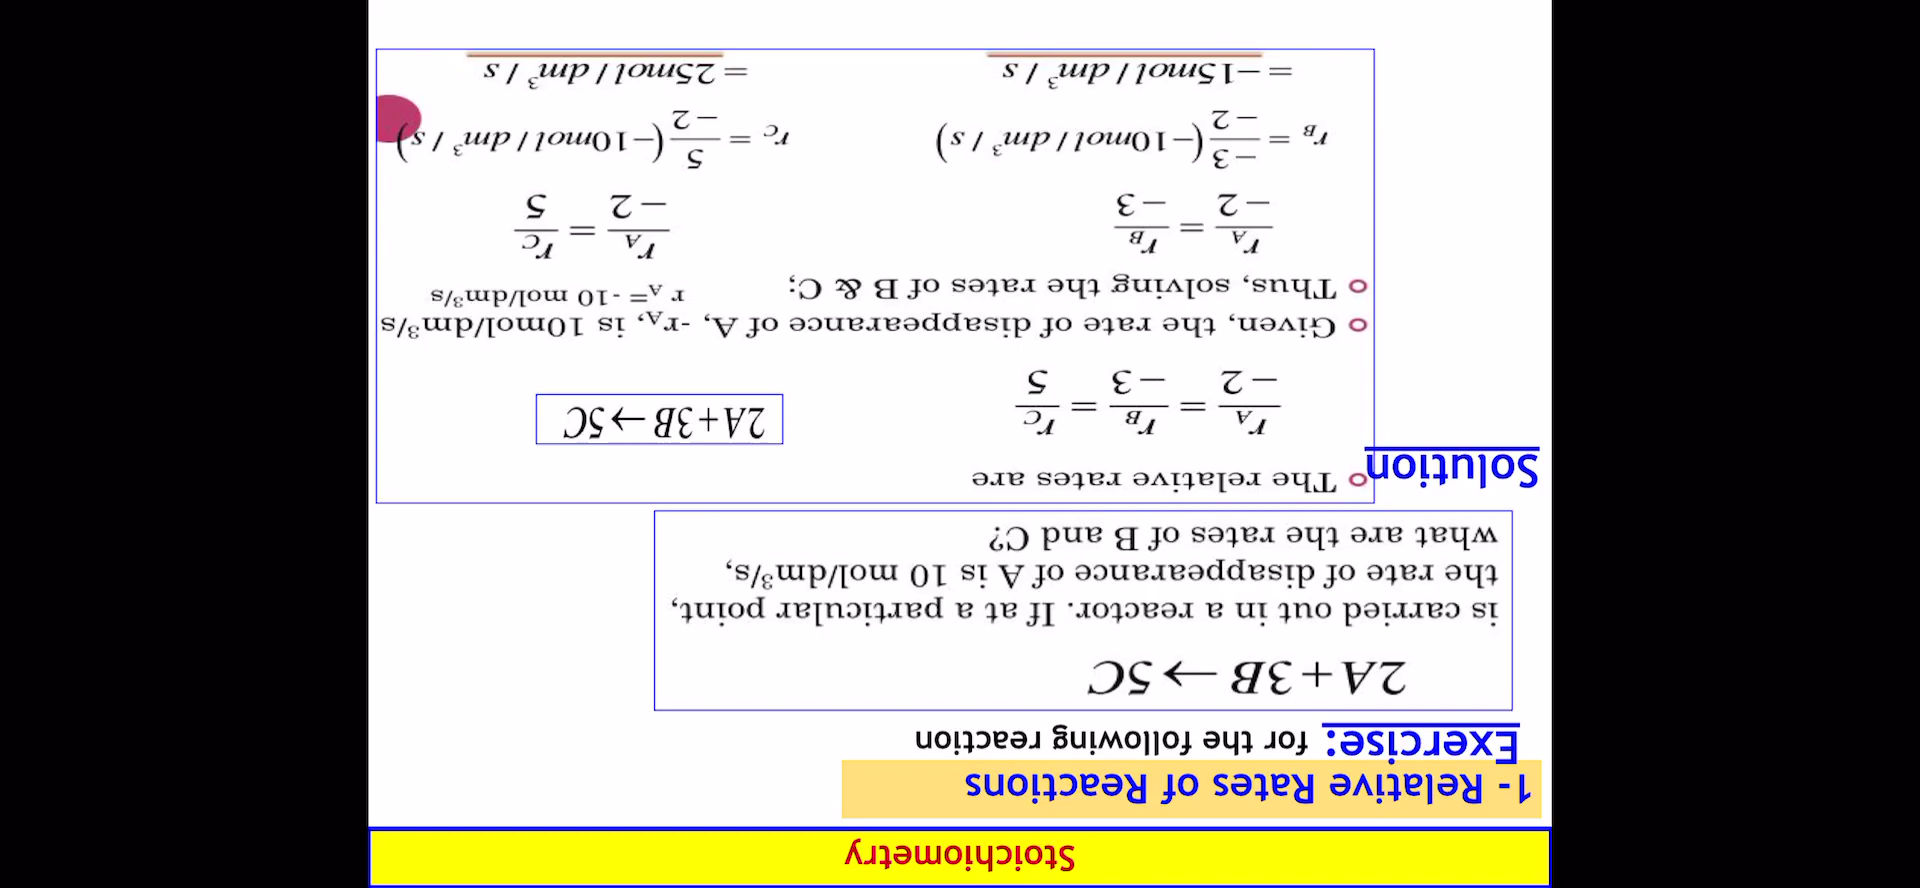 Stoichiometry
1- Relative Rates of Reactions
Exercise: for the following reaction
2A + 3B → 5C
is carried out in a reactor. If at a particular point,
the rate of disappearance of A is 10 mol/dm³/s,
what are the rates of B and C?
Solution
The relative rates are
r_A / −2 = r_B / −3 = r_C / 5
2A+3B→5C
Given, the rate of disappearance of A, -r_A, is 10mol/dm³/s
r_A= -10 mol/dm³/s
Thus, solving the rates of B & C;
r_A / −2 = r_B / −3
r_B = −3 / −2 (−10mol / dm³ / s)
= −15mol / dm³ / s
r_A / −2 = r_C / 5
r_C = 5 / −2 (−10mol / dm³ / s)
= 25mol / dm³ / s